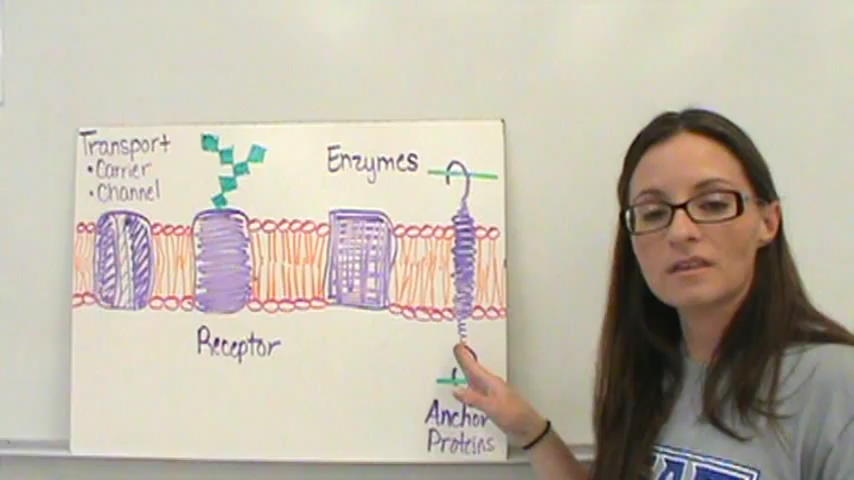 Transport
• Carrier
• Channel
Enzymes
Receptor
Anchor
Proteins